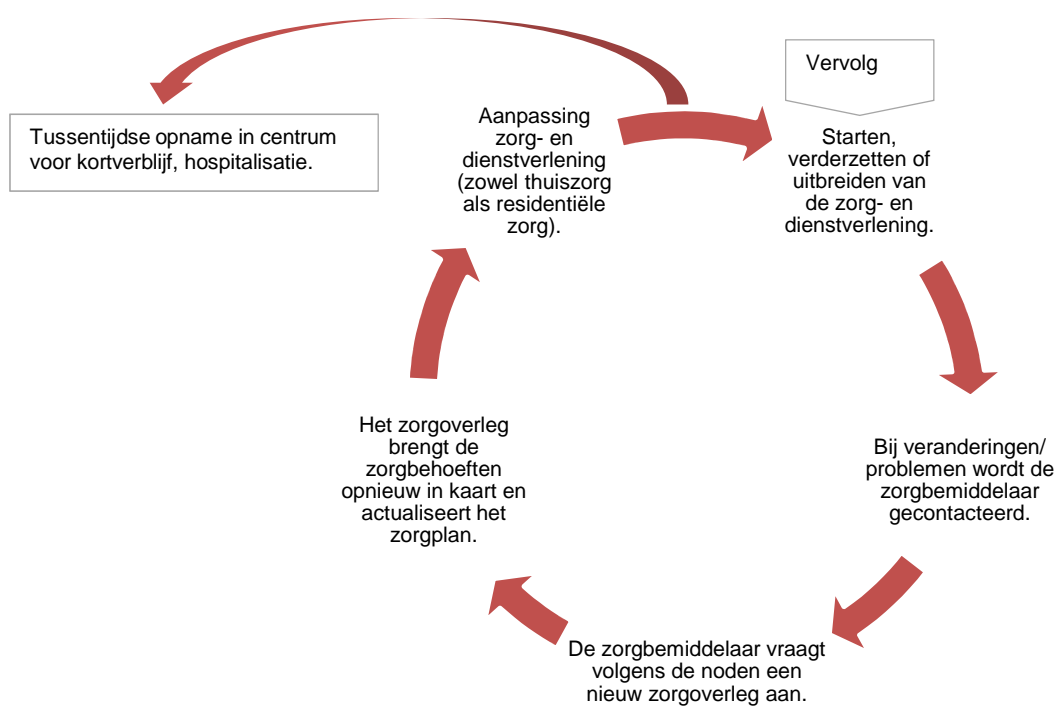 Vervolg
Starten,
verderzetten of
uitbreiden van
de zorg- en
dienstverlening.
Bij veranderingen/
problemen wordt de
zorgbemiddelaar
gecontacteerd.
De zorgbemiddelaar vraagt
volgens de noden een
nieuw zorgoverleg aan.
Het zorgoverleg
brengt de
zorgbehoeften
opnieuw in kaart en
actualiseert het
zorgplan.
Aanpassing
zorg- en
dienstverlening
(zowel thuiszorg
als residentiële
zorg).
Tussentijdse opname in centrum
voor kortverblijf, hospitalisatie.